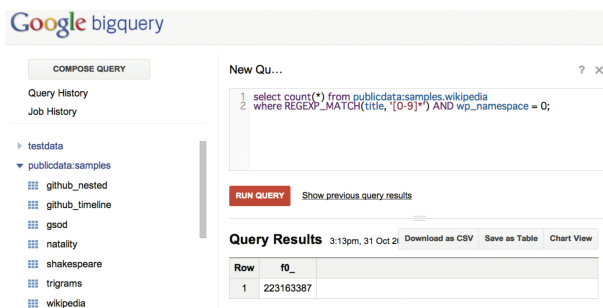 Google bigquery
COMPOSE QUERY
Query History
Job History
testdata
publicdata:samples
github_nested
github_timeline
gsod
natality
shakespeare
trigrams
wikipedia
New Qu...
? X
1 select count(*) from publicdata:samples.wikipedia
2 where REGEXP_MATCH(title, '[0-9]*') AND wp_namespace = 0;
RUN QUERY Show previous query results
Query Results 3:13pm, 31 Oct 20 Download as CSV Save as Table Chart View
Row f0_
1 223163387